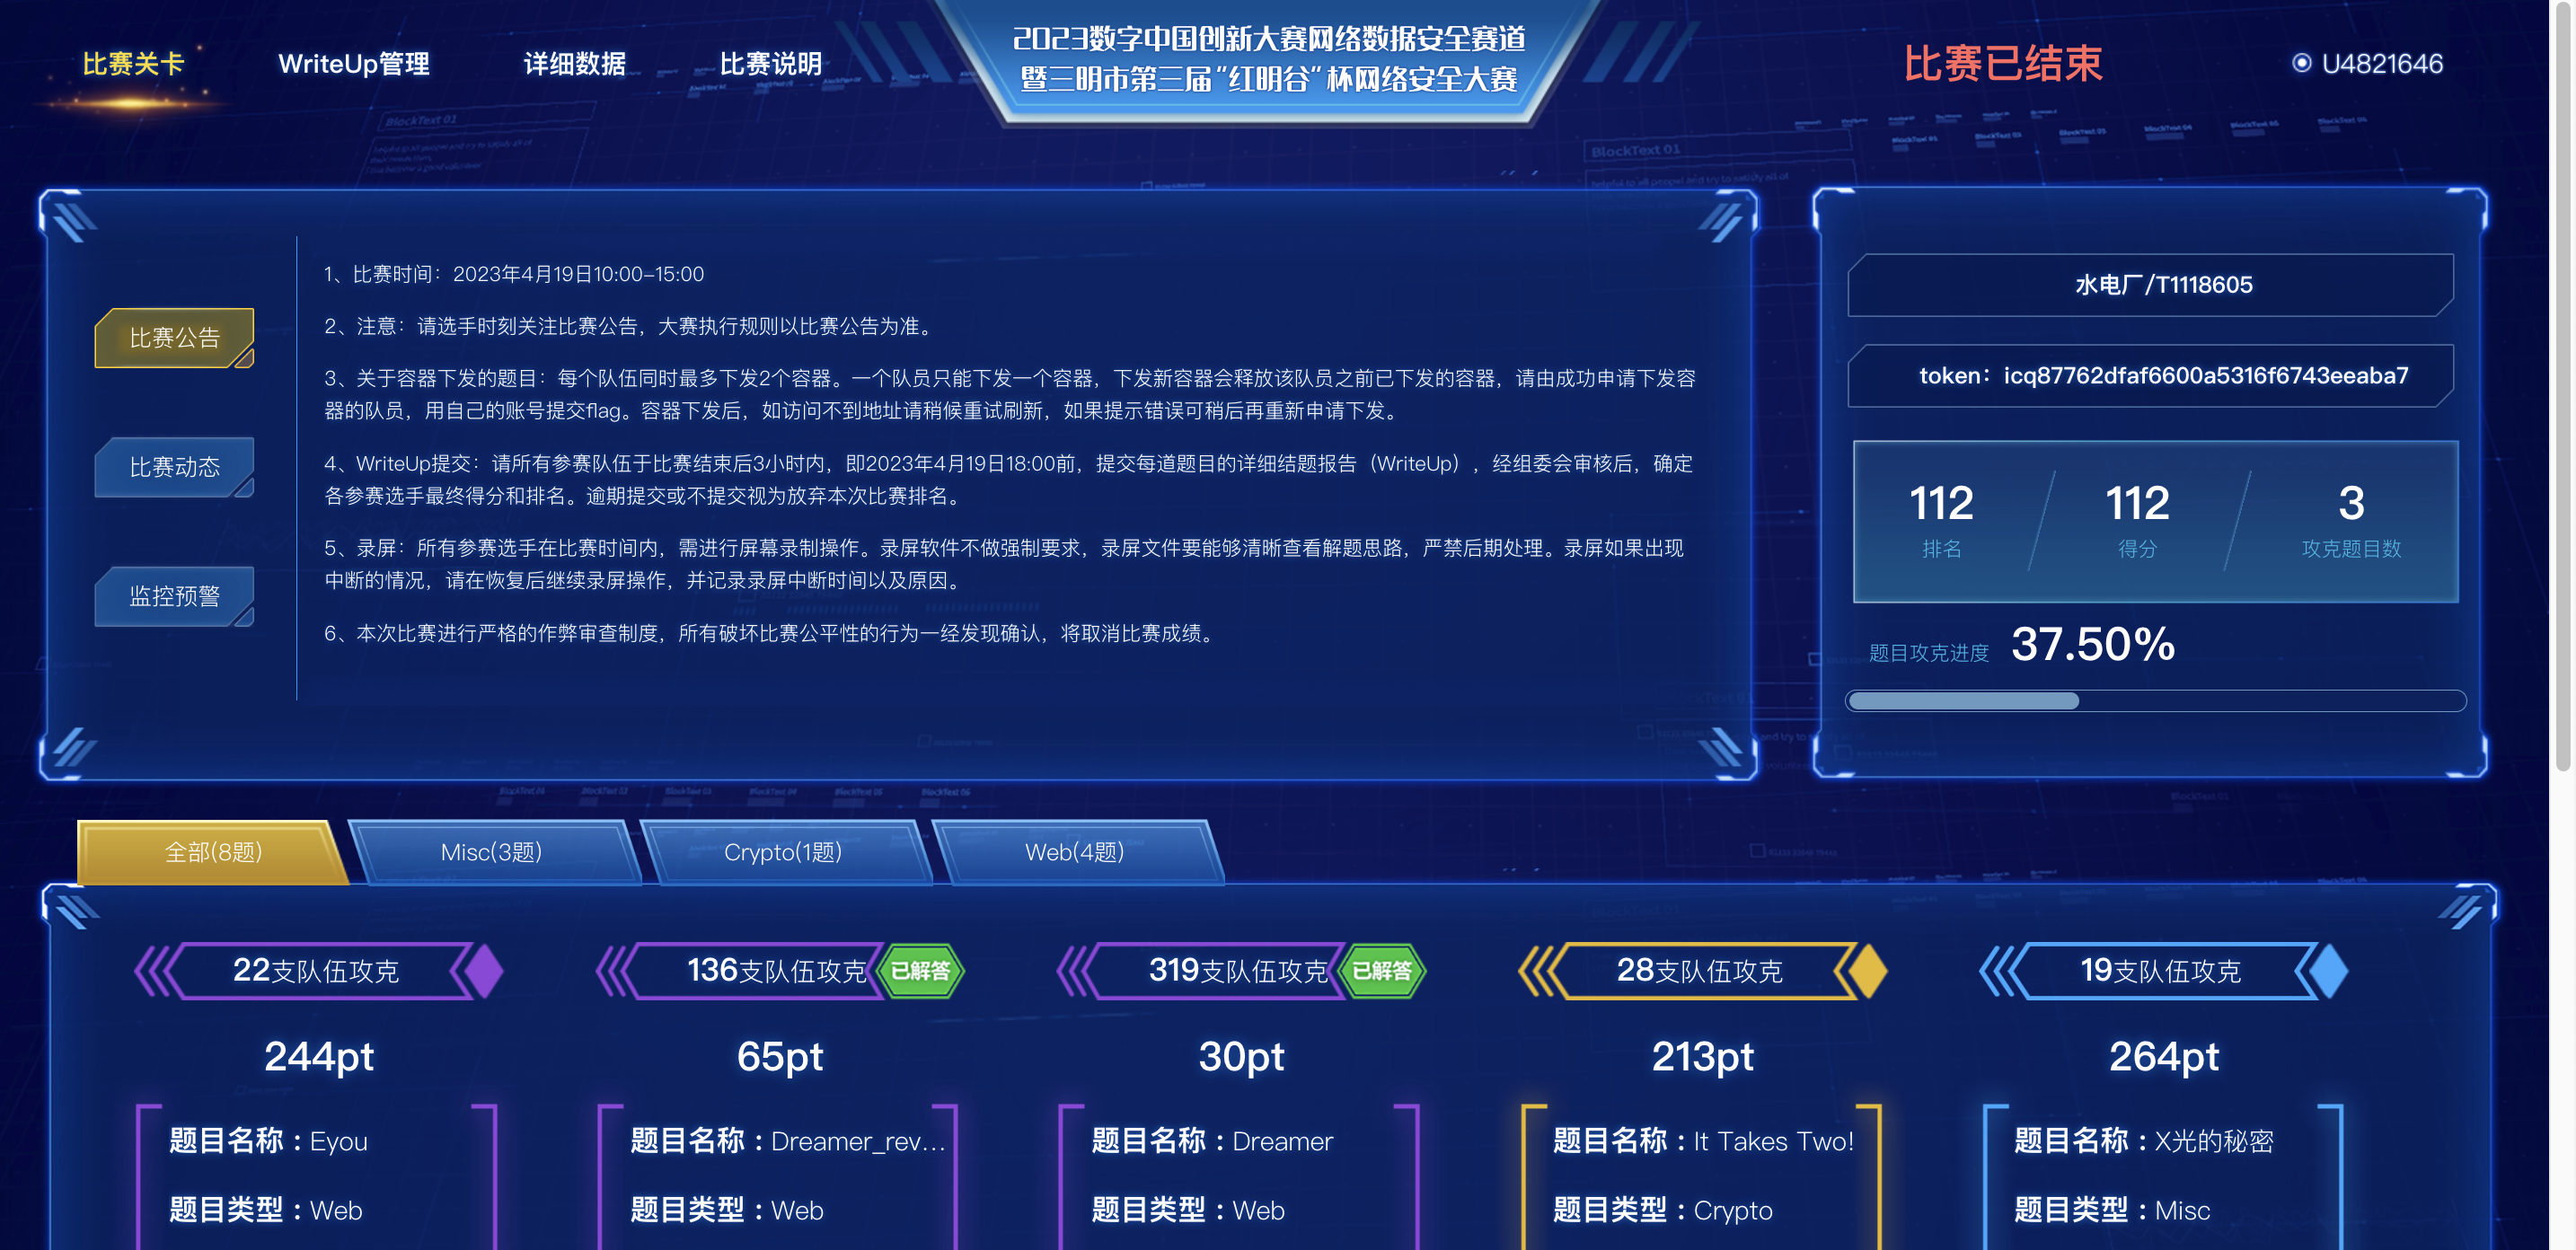 比赛关卡
WriteUp管理
详细数据
比赛说明
2023数字中国创新大赛网络数据安全赛道
暨三明市第三届"红明谷"杯网络安全大赛
比赛已结束
U4821646
比赛公告
比赛动态
监控预警
1、比赛时间：2023年4月19日10:00-15:00
2、注意：请选手时刻关注比赛公告，大赛执行规则以比赛公告为准。
3、关于容器下发的题目：每个队伍同时最多下发2个容器。一个队员只能下发一个容器，下发新容器会释放该队员之前已下发的容器，请由成功申请下发容
器的队员，用自己的账号提交flag。容器下发后，如访问不到地址请稍候重试刷新，如果提示错误可稍后再重新申请下发。
4、WriteUp提交：请所有参赛队伍于比赛结束后3小时内，即2023年4月19日18:00前，提交每道题目的详细结题报告（WriteUp），经组委会审核后，确定
各参赛选手最终得分和排名。逾期提交或不提交视为放弃本次比赛排名。
5、录屏：所有参赛选手在比赛时间内，需进行屏幕录制操作。录屏软件不做强制要求，录屏文件要能够清晰查看解题思路，严禁后期处理。录屏如果出现
中断的情况，请在恢复后继续录屏操作，并记录录屏中断时间以及原因。
6、本次比赛进行严格的作弊审查制度，所有破坏比赛公平性的行为一经发现确认，将取消比赛成绩。
水电厂/T1118605
token：icq87762dfaf6600a5316f6743eeaba7
112
排名
112
得分
3
攻克题目数
题目攻克进度 37.50%
全部(8题)
Misc(3题)
Crypto(1题)
Web(4题)
22支队伍攻克
244pt
题目名称：Eyou
题目类型：Web
136支队伍攻克
已解答
65pt
题目名称：Dreamer_rev...
题目类型：Web
319支队伍攻克
已解答
30pt
题目名称：Dreamer
题目类型：Web
28支队伍攻克
213pt
题目名称：It Takes Two!
题目类型：Crypto
19支队伍攻克
264pt
题目名称：X光的秘密
题目类型：Misc